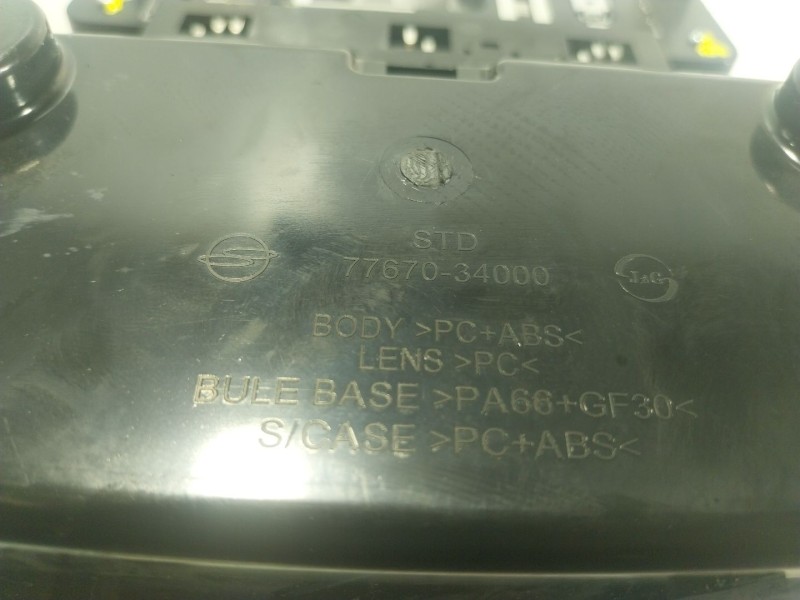 STD
77670-34000
J&G
BODY >PC+ABS<
LENS >PC<
BULE BASE >PA66+GF30<
S/CASE >PC+ABS<